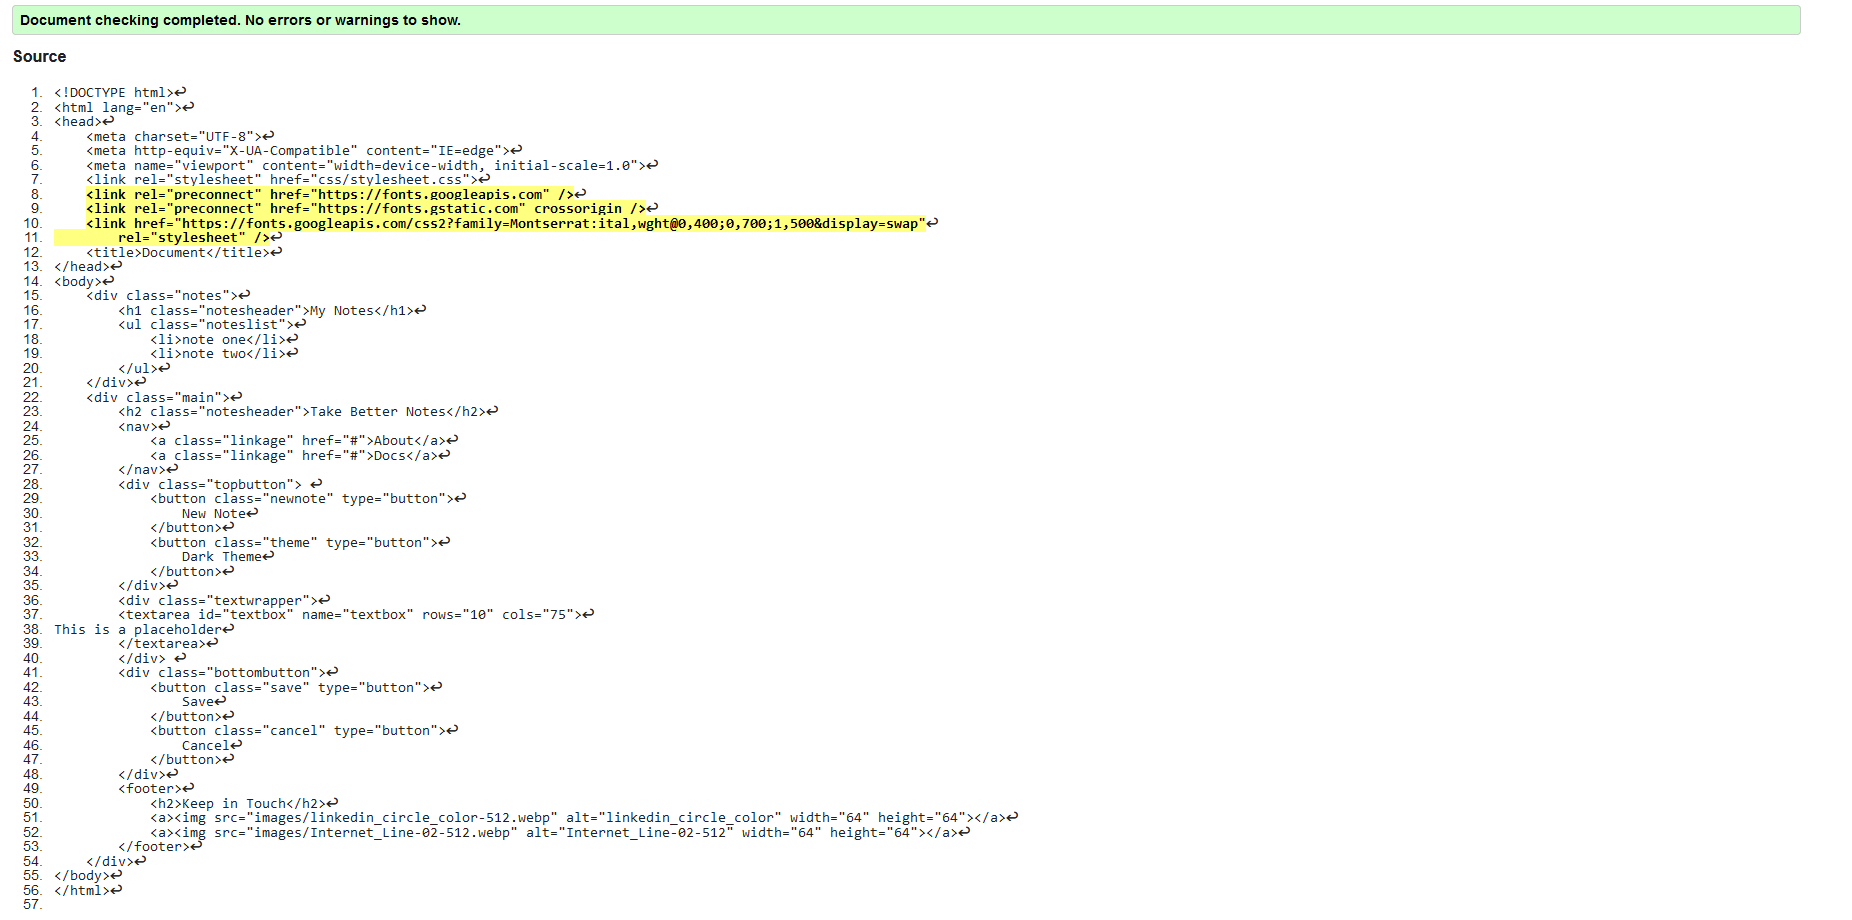 Document checking completed. No errors or warnings to show.
Source
1. <!DOCTYPE html>↩
2. <html lang="en">↩
3. <head>↩
4.     <meta charset="UTF-8">↩
5.     <meta http-equiv="X-UA-Compatible" content="IE=edge">↩
6.     <meta name="viewport" content="width=device-width, initial-scale=1.0">↩
7.     <link rel="stylesheet" href="css/stylesheet.css">↩
8.     <link rel="preconnect" href="https://fonts.googleapis.com" />↩
9.     <link rel="preconnect" href="https://fonts.gstatic.com" crossorigin />↩
10.     <link href="https://fonts.googleapis.com/css2?family=Montserrat:ital,wght@0,400;0,700;1,500&display=swap"↩
11.         rel="stylesheet" />↩
12.     <title>Document</title>↩
13. </head>↩
14. <body>↩
15.     <div class="notes">↩
16.         <h1 class="notesheader">My Notes</h1>↩
17.         <ul class="noteslist">↩
18.             <li>note one</li>↩
19.             <li>note two</li>↩
20.         </ul>↩
21.     </div>↩
22.     <div class="main">↩
23.         <h2 class="notesheader">Take Better Notes</h2>↩
24.         <nav>↩
25.             <a class="linkage" href="#">About</a>↩
26.             <a class="linkage" href="#">Docs</a>↩
27.         </nav>↩
28.         <div class="topbutton"> ↩
29.             <button class="newnote" type="button">↩
30.                 New Note↩
31.             </button>↩
32.             <button class="theme" type="button">↩
33.                 Dark Theme↩
34.             </button>↩
35.         </div>↩
36.         <div class="textwrapper">↩
37.         <textarea id="textbox" name="textbox" rows="10" cols="75">↩
38. This is a placeholder↩
39.         </textarea>↩
40.         </div> ↩
41.         <div class="bottombutton">↩
42.             <button class="save" type="button">↩
43.                 Save↩
44.             </button>↩
45.             <button class="cancel" type="button">↩
46.                 Cancel↩
47.             </button>↩
48.         </div>↩
49.         <footer>↩
50.             <h2>Keep in Touch</h2>↩
51.             <a><img src="images/linkedin_circle_color-512.webp" alt="linkedin_circle_color" width="64" height="64"></a>↩
52.             <a><img src="images/Internet_Line-02-512.webp" alt="Internet_Line-02-512" width="64" height="64"></a>↩
53.         </footer>↩
54.     </div>↩
55. </body>↩
56. </html>↩
57.